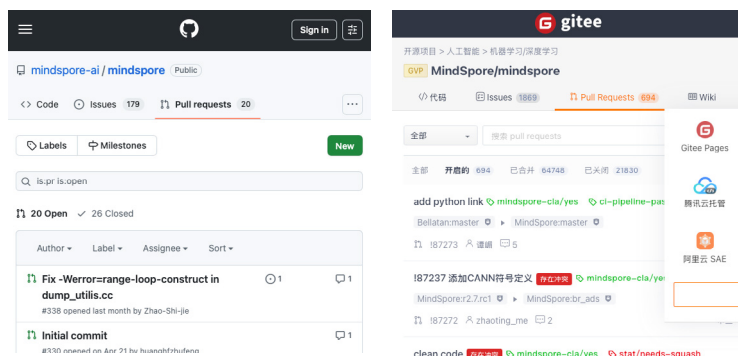 Sign in
mindspore-ai / mindspore Public
Code Issues 179 Pull requests 20
Labels Milestones New
is:pr is:open
20 Open 26 Closed
Author Label Assignee Sort
Fix -Werror=range-loop-construct in 1 1
dump_utilis.cc
#338 opened last month by Zhao-Shi-jie
Initial commit 1
#330 opened on Apr 21 by huanghfzhufeng
G gitee
开源项目 > 人工智能 > 机器学习/深度学习
GVP MindSpore/mindspore
代码 Issues 1869 Pull Requests 694 Wiki
全部 搜索 pull requests
Gitee Pages
全部 开启的 694 已合并 64748 已关闭 21830
add python link mindspore-cla/yes ci-pipeline-pas
腾讯云托管
Bellatan:master MindSpore:master
!87273 谭 5
阿里云 SAE
!87237 添加CANN符号定义 存在冲突 mindspore-cla/yes
MindSpore:r2.7.rc1 MindSpore:br_ads
!87272 zhaoting_me 2
clean code 存在冲突 mindspore-cla/yes stat/needs-squash